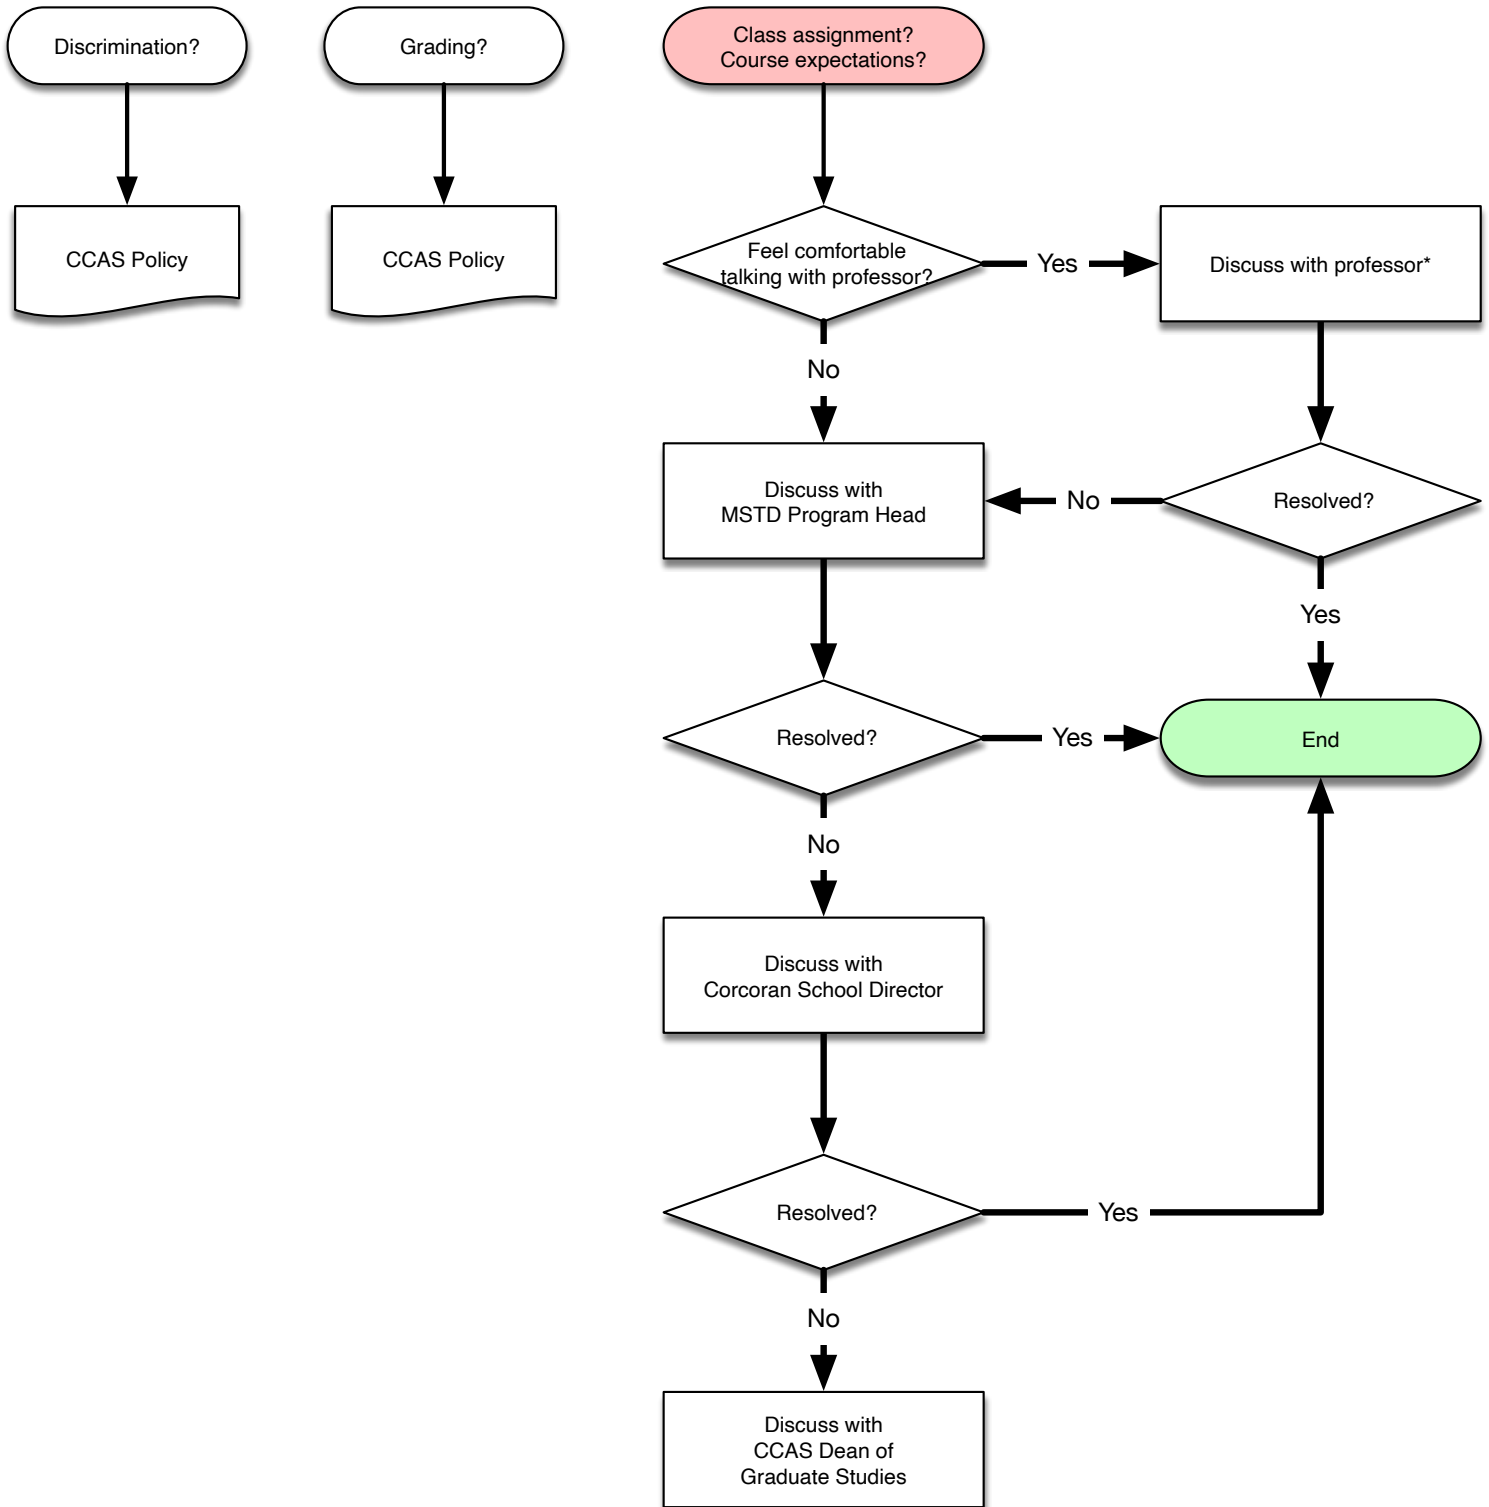 Discrimination?
Grading?
Class assignment?
Course expectations?
CCAS Policy
CCAS Policy
Feel comfortable
talking with professor?
Yes
Discuss with professor*
No
Discuss with
MSTD Program Head
No
Resolved?
Yes
Resolved?
Yes
End
No
Discuss with
Corcoran School Director
Resolved?
Yes
No
Discuss with
CCAS Dean of
Graduate Studies